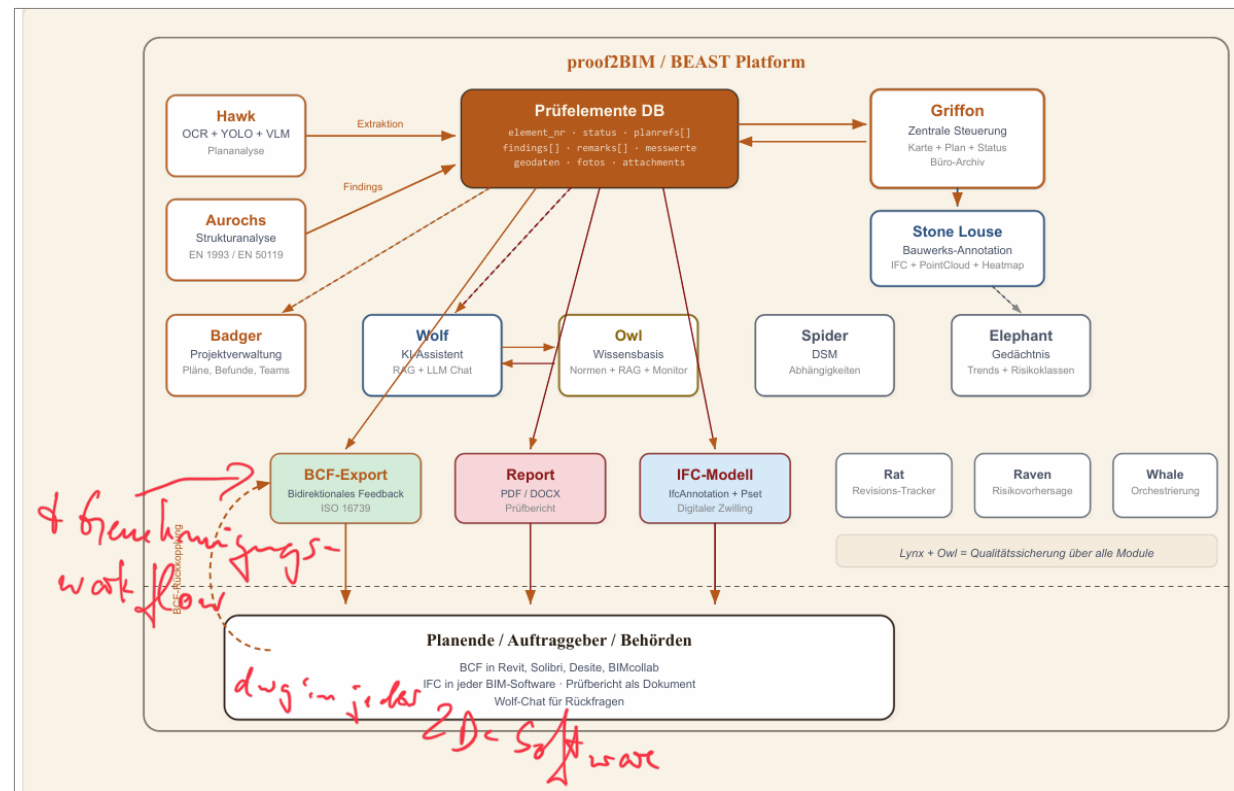 proof2BIM / BEAST Platform
Hawk
OCR + YOLO + VLM
Plananalyse
Extraktion
Prüfelemente DB
element_nr · status · planrefs[]
findings[] · remarks[] · messwerte
geodaten · fotos · attachments
Griffon
Zentrale Steuerung
Karte + Plan + Status
Büro-Archiv
Findings
Aurochs
Strukturanalyse
EN 1993 / EN 50119
Stone Louse
Bauwerks-Annotation
IFC + PointCloud + Heatmap
Badger
Projektverwaltung
Pläne, Befunde, Teams
Wolf
KI-Assistent
RAG + LLM Chat
Owl
Wissensbasis
Normen + RAG + Monitor
Spider
DSM
Abhängigkeiten
Elephant
Gedächtnis
Trends + Risikoklassen
BCF-Export
Bidirektionales Feedback
ISO 16739
Report
PDF / DOCX
Prüfbericht
IFC-Modell
IfcAnnotation + Pset
Digitaler Zwilling
Rat
Revisions-Tracker
Raven
Risikovorhersage
Whale
Orchestrierung
Lynx + Owl = Qualitätssicherung über alle Module
+ Genehmigungs-
workflow
BCF-Rückkopplung
Planende / Auftraggeber / Behörden
BCF in Revit, Solibri, Desite, BIMcollab
IFC in jeder BIM-Software · Prüfbericht als Dokument
Wolf-Chat für Rückfragen
dwg in jeder
2D-Software